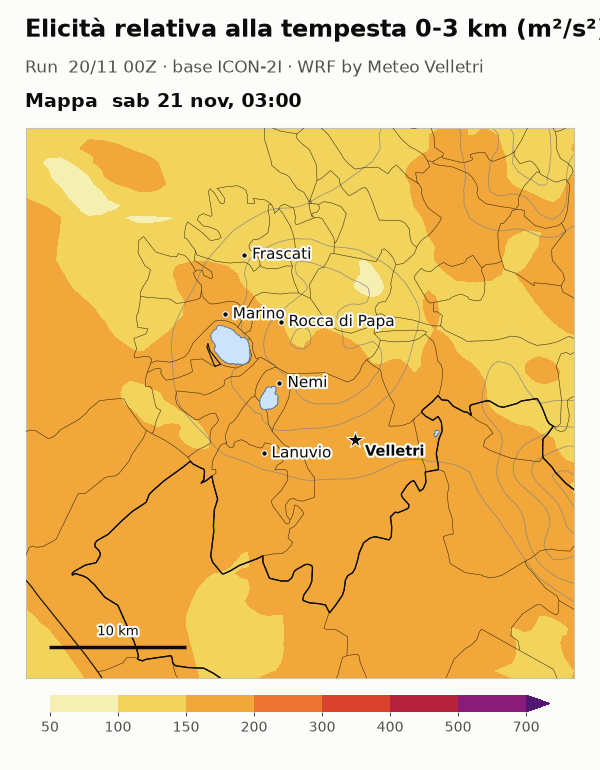 Elicità relativa alla tempesta 0-3 km (m²/s²)
Run  20/11 00Z · base ICON-2I · WRF by Meteo Velletri
Mappa  sab 21 nov, 03:00
Frascati
Marino
Rocca di Papa
Nemi
Velletri
Lanuvio
10 km
50 100 150 200 300 400 500 700